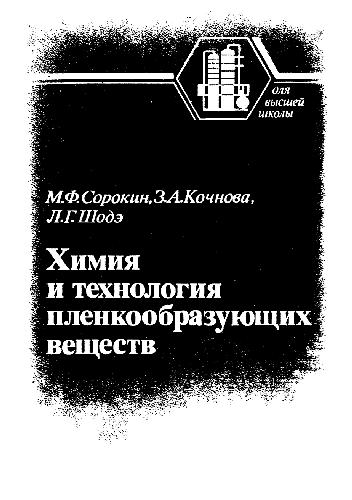 для
высшей
школы
М.Ф.Сорокин, З.А.Кочнова,
Л.Г.Шодэ
Химия
и технология
пленкообразующих
веществ